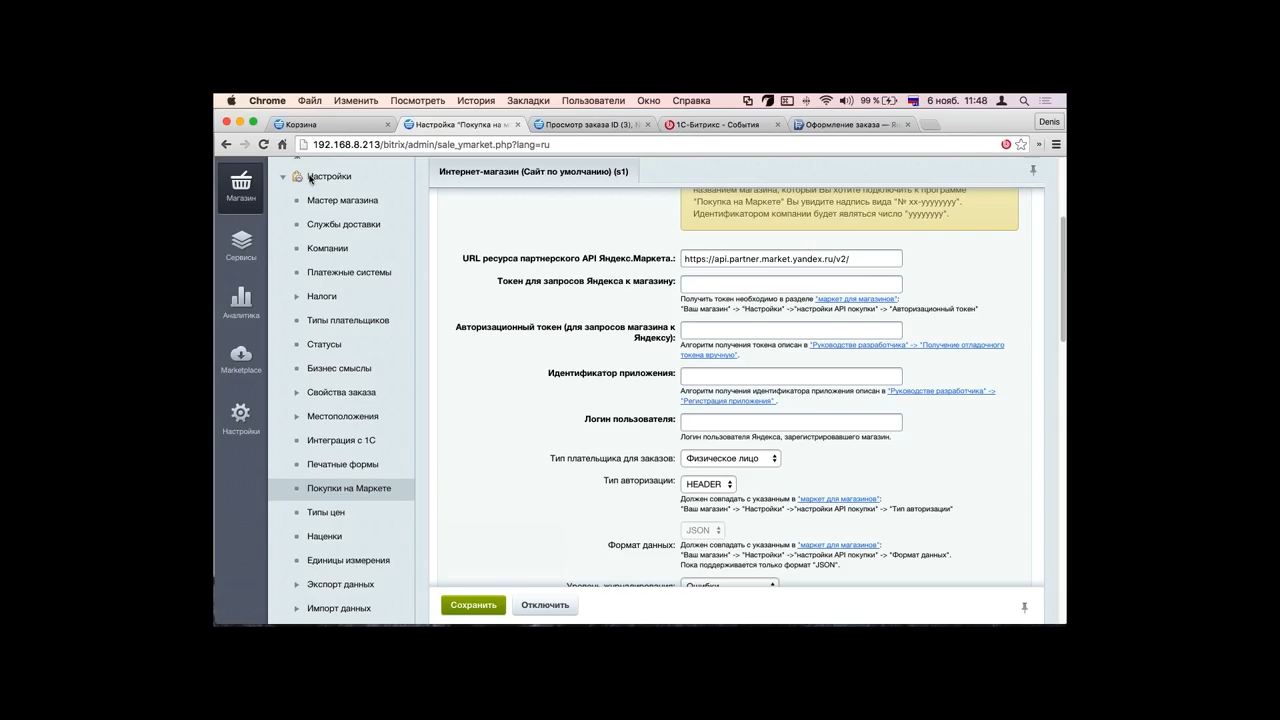 Chrome Файл Изменить Посмотреть История Закладки Пользователи Окно Справка 99 % 6 нояб. 11:48
Корзина
Настройка "Покупка на м
Просмотр заказа ID (3), N
1С-Битрикс - События
Оформление заказа — Я
Denis
192.168.8.213/bitrix/admin/sale_ymarket.php?lang=ru
Магазин
Сервисы
Аналитика
Marketplace
Настройки
Настройки
Мастер магазина
Службы доставки
Компании
Платежные системы
Налоги
Типы плательщиков
Статусы
Бизнес смыслы
Свойства заказа
Местоположения
Интеграция с 1С
Печатные формы
Покупки на Маркете
Типы цен
Наценки
Единицы измерения
Экспорт данных
Импорт данных
Интернет-магазин (Сайт по умолчанию) (s1)
названием магазина, который Вы хотите подключить к программе
"Покупка на Маркете" Вы увидите надпись вида "№ xx-yyyyyyyy".
Идентификатором компании будет являться число "yyyyyyyy".
URL ресурса партнерского API Яндекс.Маркета.: https://api.partner.market.yandex.ru/v2/
Токен для запросов Яндекса к магазину:
Получить токен необходимо в разделе "маркет для магазинов":
"Ваш магазин" -> "Настройки" ->"настройки API покупки" -> "Авторизационный токен"
Авторизационный токен (для запросов магазина к
Яндексу):
Алгоритм получения токена описан в "Руководстве разработчика" -> "Получение отладочного
токена вручную".
Идентификатор приложения:
Алгоритм получения идентификатора приложения описан в "Руководстве разработчика" ->
"Регистрация приложения" .
Логин пользователя:
Логин пользователя Яндекса, зарегистрировавшего магазин.
Тип плательщика для заказов: Физическое лицо
Тип авторизации: HEADER
Должен совпадать с указанным в "маркет для магазинов":
"Ваш магазин" -> "Настройки" ->"настройки API покупки" -> "Тип авторизации"
JSON
Формат данных: Должен совпадать с указанным в "маркет для магазинов":
"Ваш магазин" -> "Настройки" ->"настройки API покупки" -> "Формат данных".
Пока поддерживается только формат "JSON".
Уровень журналирования: Ошибки
Сохранить Отключить